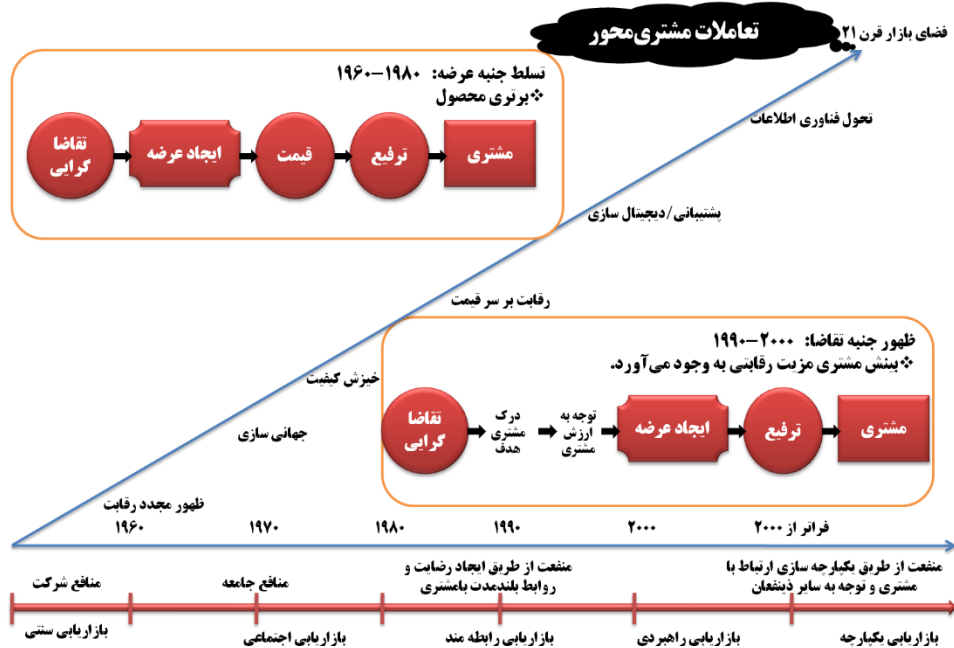 فضای بازار قرن ۲۱
تعاملات مشتری‌محور
تسلط جنبه عرضه: ۱۹۸۰–۱۹۶۰
❖برتری محصول
تقاضا
گرایی
ایجاد عرضه
قیمت
ترفیع
مشتری
تحول فناوری اطلاعات
پشتیبانی/دیجیتال سازی
رقابت بر سر قیمت
خیزش کیفیت
جهانی سازی
ظهور مجدد رقابت
ظهور جنبه تقاضا: ۲۰۰۰–۱۹۹۰
❖بینش مشتری مزیت رقابتی به وجود می‌آورد.
تقاضا
گرایی
درک
مشتری
هدف
توجه به
ارزش
مشتری
ایجاد عرضه
ترفیع
مشتری
۱۹۶۰
۱۹۷۰
۱۹۸۰
۱۹۹۰
۲۰۰۰
فراتر از ۲۰۰۰
منافع شرکت
منافع جامعه
منفعت از طریق ایجاد رضایت و
روابط بلندمدت بامشتری
منفعت از طریق یکپارچه سازی ارتباط با
مشتری و توجه به سایر ذینفعان
بازاریابی سنتی
بازاریابی اجتماعی
بازاریابی رابطه مند
بازاریابی راهبردی
بازاریابی یکپارچه